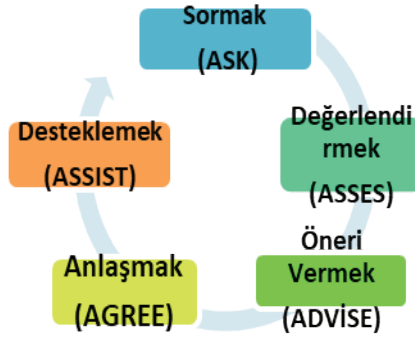 Sormak
(ASK)
Değerlendi
rmek
(ASSES)
Öneri
Vermek
(ADVİSE)
Anlaşmak
(AGREE)
Desteklemek
(ASSIST)